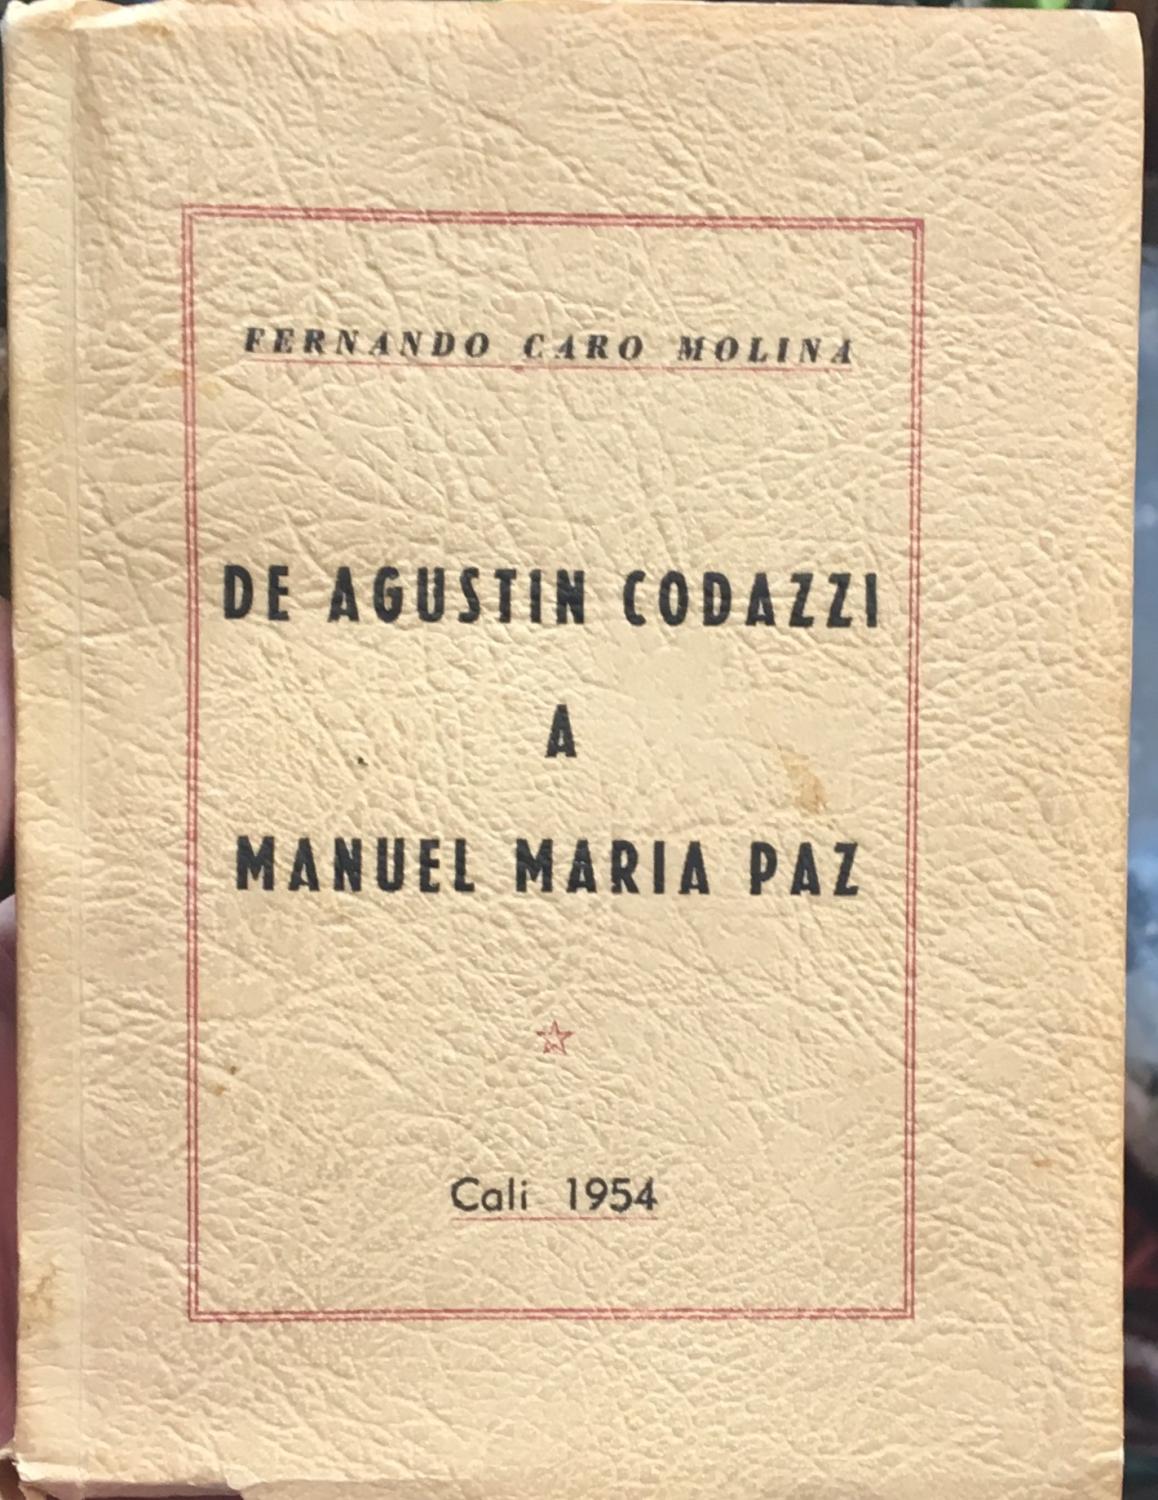 FERNANDO CARO MOLINA
DE AGUSTIN CODAZZI
A
MANUEL MARIA PAZ
Cali 1954